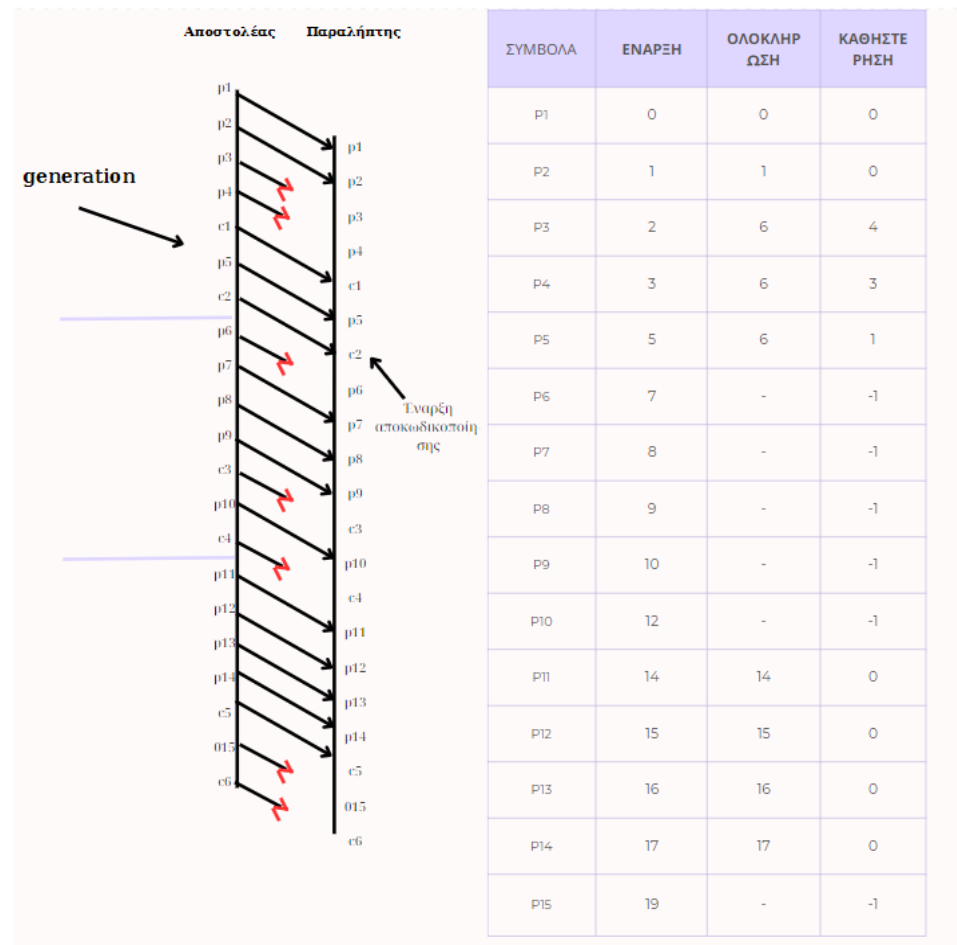 Αποστολέας Παραλήπτης
p1
p2
p3
p4
c1
p5
c2
p6
p7
p8
p9
c3
p10
c4
p11
p12
p13
p14
c5
015
c6
generation
p1
p2
p3
p4
c1
p5
c2
p6
p7
p8
p9
c3
p10
c4
p11
p12
p13
p14
c5
015
c6
Έναρξη
αποκωδικοποίη
σης
ΣΥΜΒΟΛΑ ΕΝΑΡΞΗ ΟΛΟΚΛΗΡ
ΩΣΗ ΚΑΘΗΣΤΕ
ΡΗΣΗ
P1 0 0 0
P2 1 1 0
P3 2 6 4
P4 3 6 3
P5 5 6 1
P6 7 - -1
P7 8 - -1
P8 9 - -1
P9 10 - -1
P10 12 - -1
P11 14 14 0
P12 15 15 0
P13 16 16 0
P14 17 17 0
P15 19 - -1